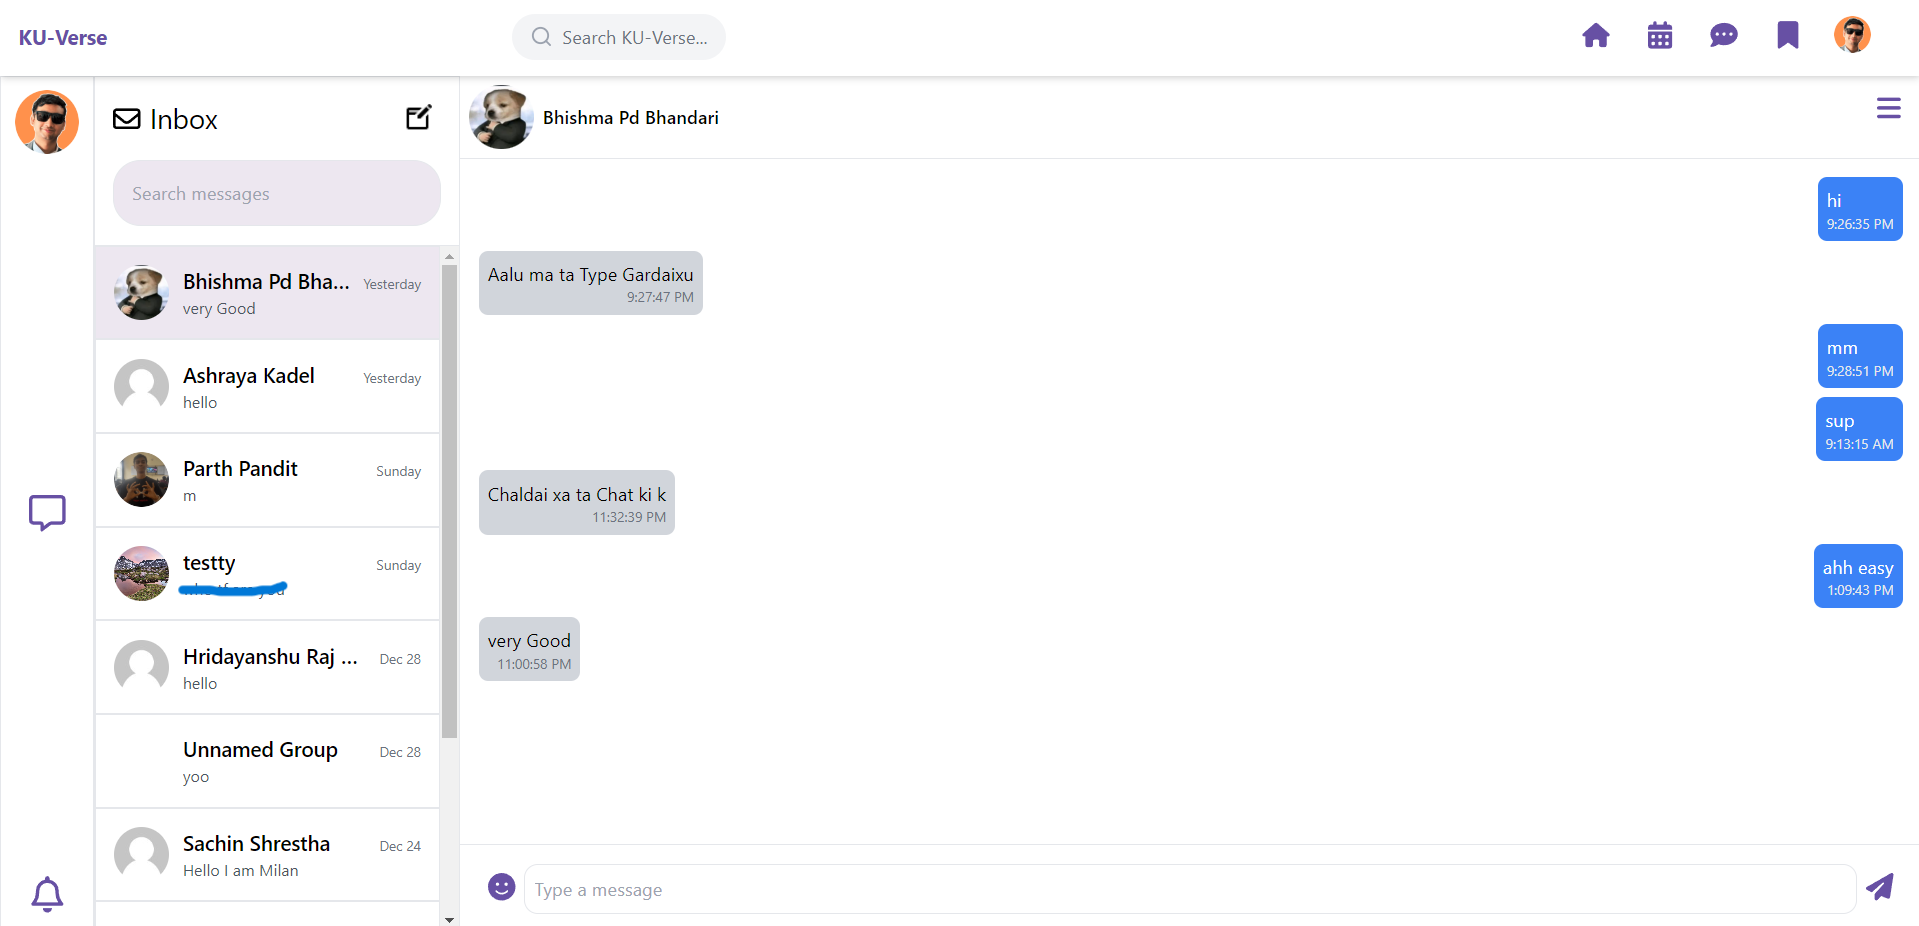 KU-Verse
Search KU-Verse...
Inbox
Search messages
Bhishma Pd Bha... Yesterday
very Good
Ashraya Kadel Yesterday
hello
Parth Pandit Sunday
m
testty Sunday
Hridayanshu Raj ... Dec 28
hello
Unnamed Group Dec 28
yoo
Sachin Shrestha Dec 24
Hello I am Milan
Bhishma Pd Bhandari
hi
9:26:35 PM
Aalu ma ta Type Gardaixu
9:27:47 PM
mm
9:28:51 PM
sup
9:13:15 AM
Chaldai xa ta Chat ki k
11:32:39 PM
ahh easy
1:09:43 PM
very Good
11:00:58 PM
Type a message